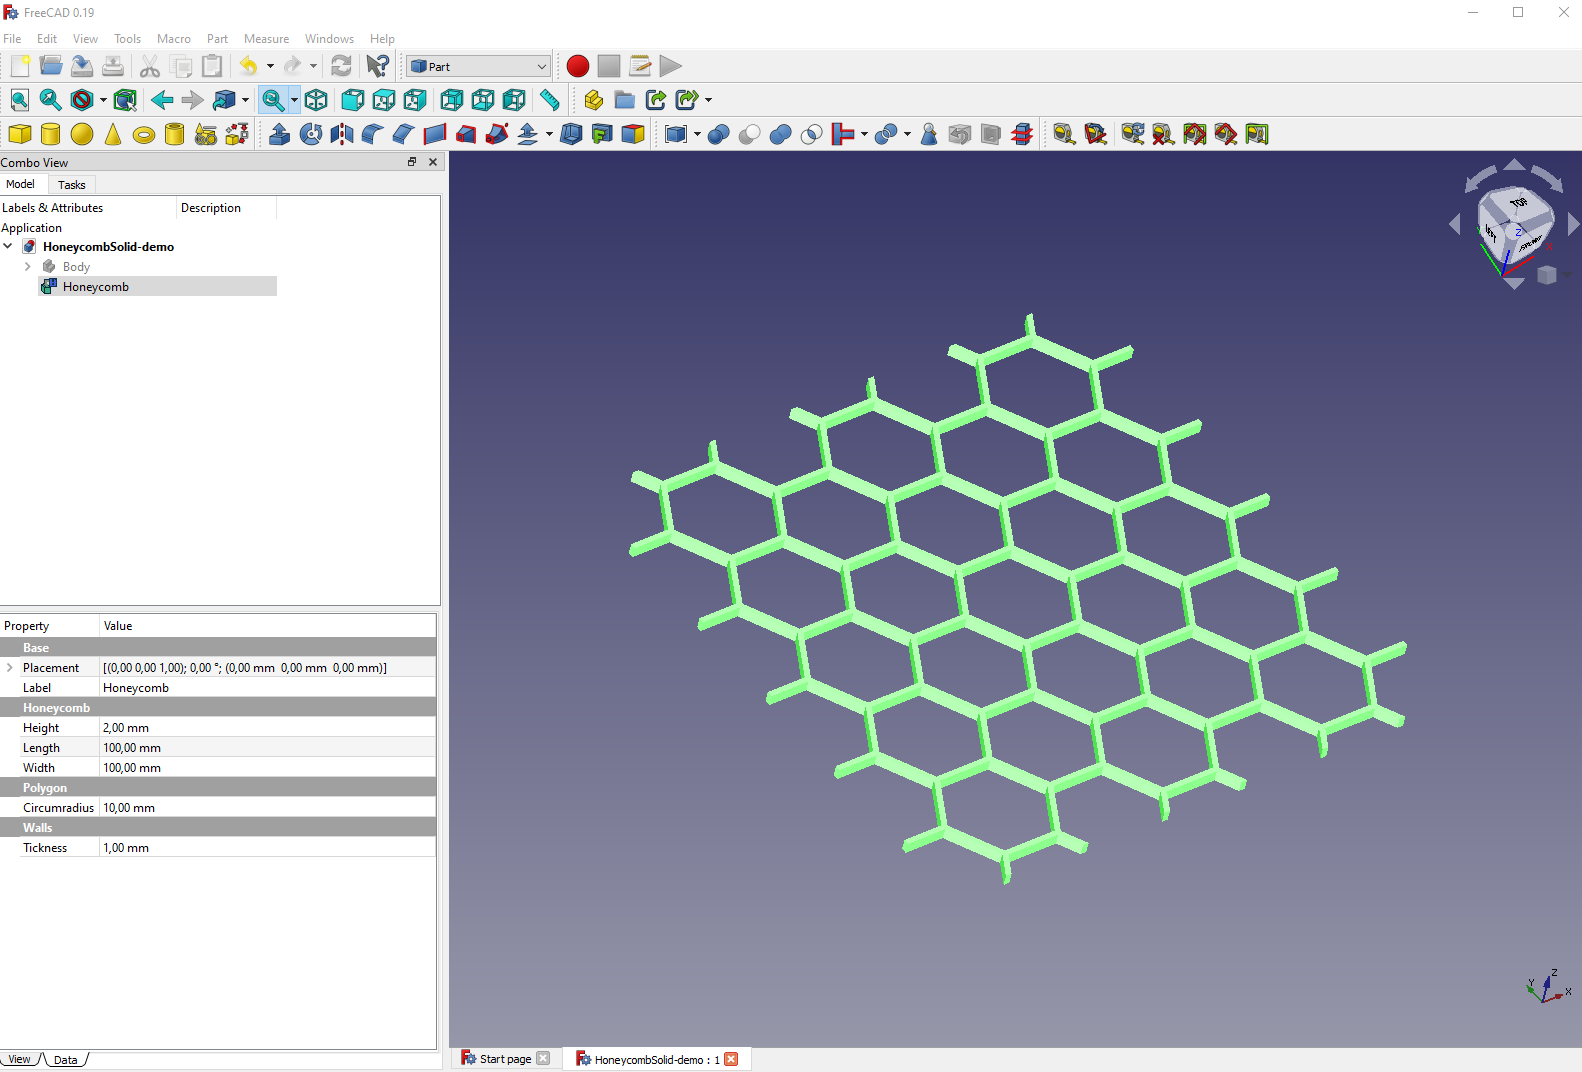 FreeCAD 0.19
File Edit View Tools Macro Part Measure Windows Help
Part
Combo View
Model Tasks
Labels & Attributes Description
Application
HoneycombSolid-demo
Body
Honeycomb
Property Value
Base
Placement [(0,00 0,00 1,00); 0,00 °; (0,00 mm 0,00 mm 0,00 mm)]
Label Honeycomb
Honeycomb
Height 2,00 mm
Length 100,00 mm
Width 100,00 mm
Polygon
Circumradius 10,00 mm
Walls
Tickness 1,00 mm
View Data
TOP
LEFT
FRONT
Z
Z
Y
X
Start page
HoneycombSolid-demo : 1